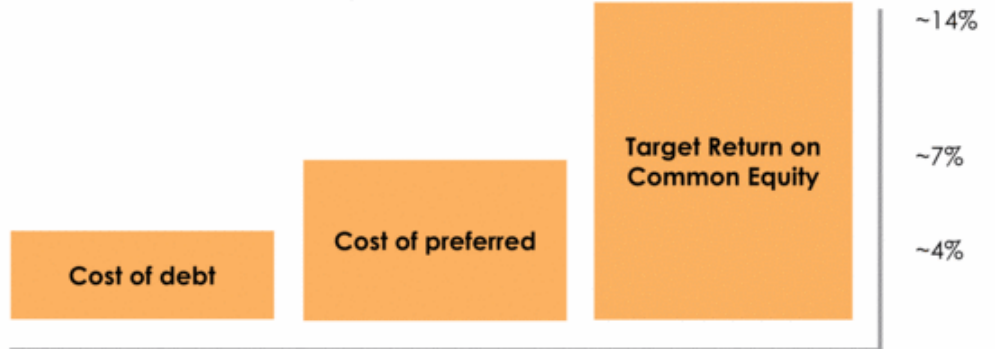 ~14%
Target Return on
Common Equity
~7%
Cost of preferred
~4%
Cost of debt